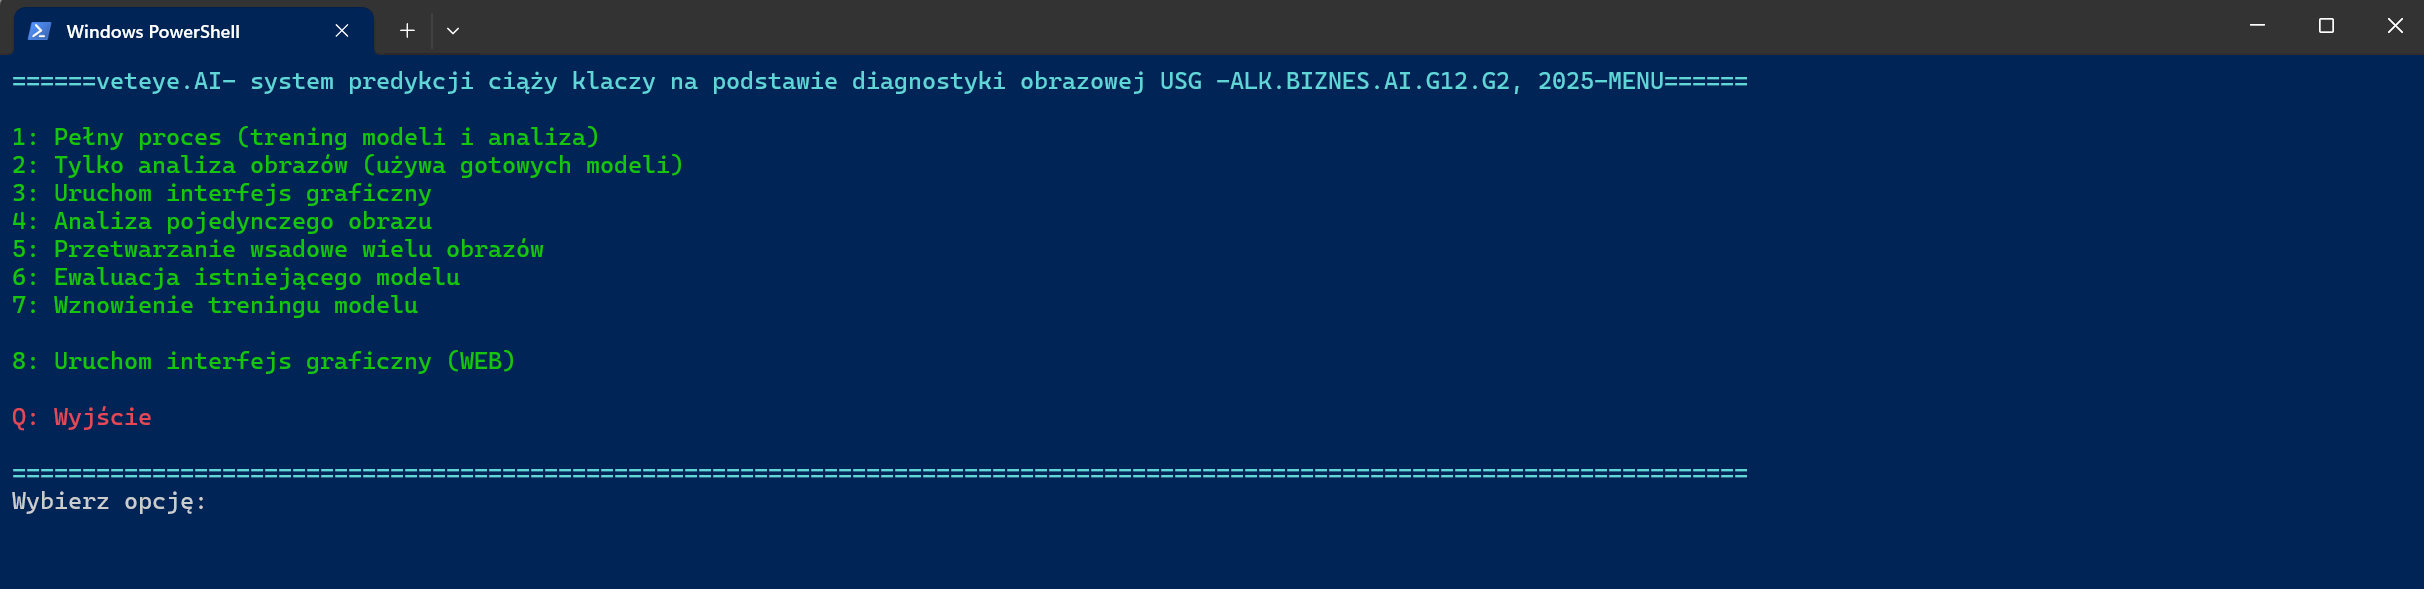 Windows PowerShell
======veteye.AI- system predykcji ciąży klaczy na podstawie diagnostyki obrazowej USG -ALK.BIZNES.AI.G12.G2, 2025-MENU======
1: Pełny proces (trening modeli i analiza)
2: Tylko analiza obrazów (używa gotowych modeli)
3: Uruchom interfejs graficzny
4: Analiza pojedynczego obrazu
5: Przetwarzanie wsadowe wielu obrazów
6: Ewaluacja istniejącego modelu
7: Wznowienie treningu modelu
8: Uruchom interfejs graficzny (WEB)
Q: Wyjście
============================================================================================================================
Wybierz opcję: